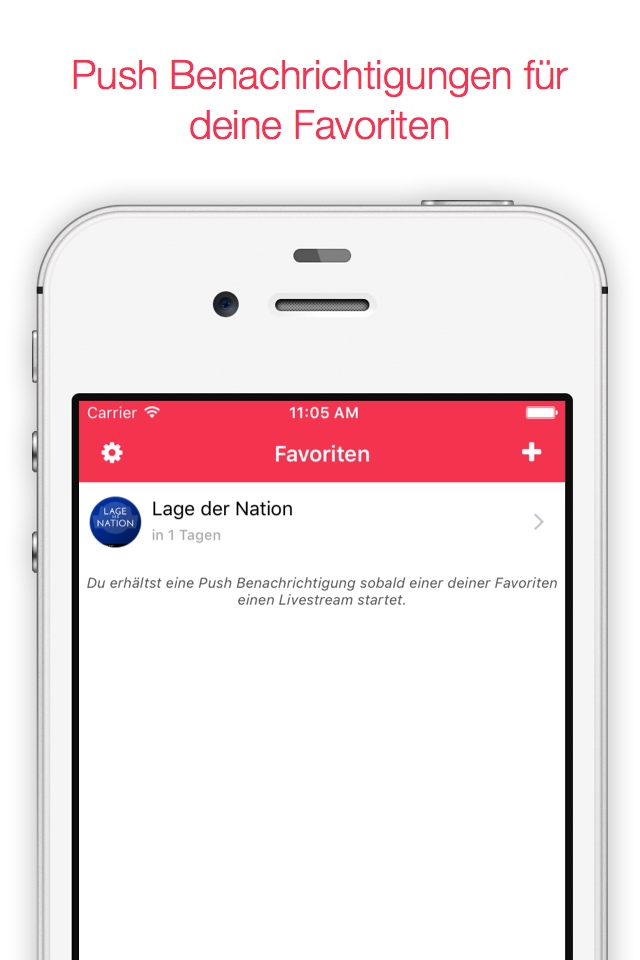 Push Benachrichtigungen für
deine Favoriten
Carrier 11:05 AM
Favoriten
LAGE
DER
NATION
Lage der Nation
in 1 Tagen
Du erhältst eine Push Benachrichtigung sobald einer deiner Favoriten
einen Livestream startet.